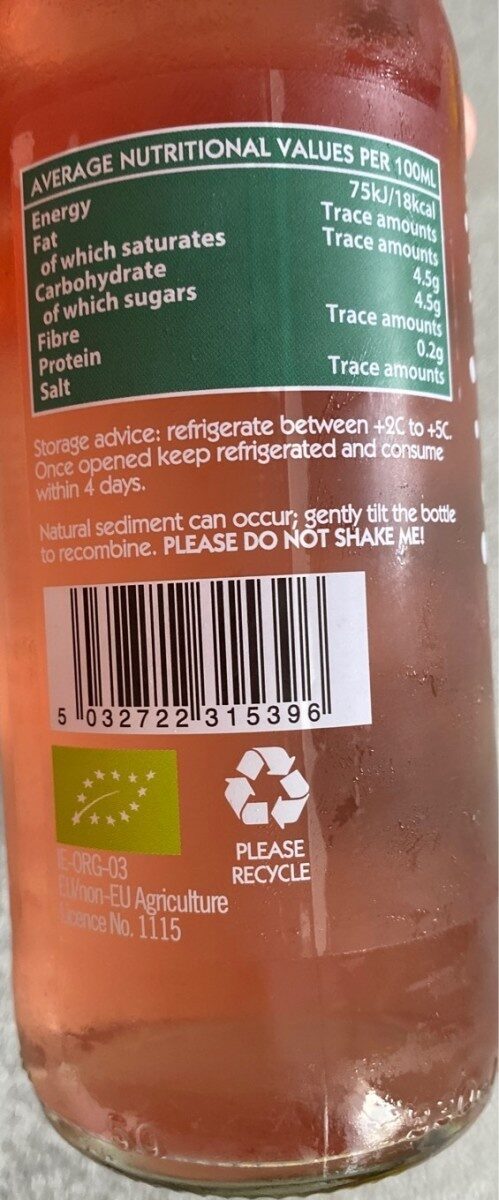 AVERAGE NUTRITIONAL VALUES PER 100ML
Energy 75kJ/18kcal
Fat Trace amounts
of which saturates Trace amounts
Carbohydrate 4.5g
of which sugars 4.5g
Fibre Trace amounts
Protein 0.2g
Salt Trace amounts
Storage advice: refrigerate between +2C to +5C.
Once opened keep refrigerated and consume
within 4 days.
Natural sediment can occur; gently tilt the bottle
to recombine. PLEASE DO NOT SHAKE ME!
5 032722 315396
PLEASE
RECYCLE
IE-ORG-03
EU/non-EU Agriculture
Licence No. 1115